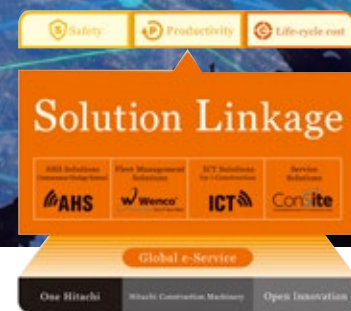 S Safety
P Productivity
C Life-cycle cost
Solution Linkage
AHS Solutions
Fleet Management
Solutions
ICT Solutions
Service
Solutions
AHS
Wenco
ICT
ConSite
Global e-Service
One Hitachi
Hitachi Construction Machinery
Open Innovation